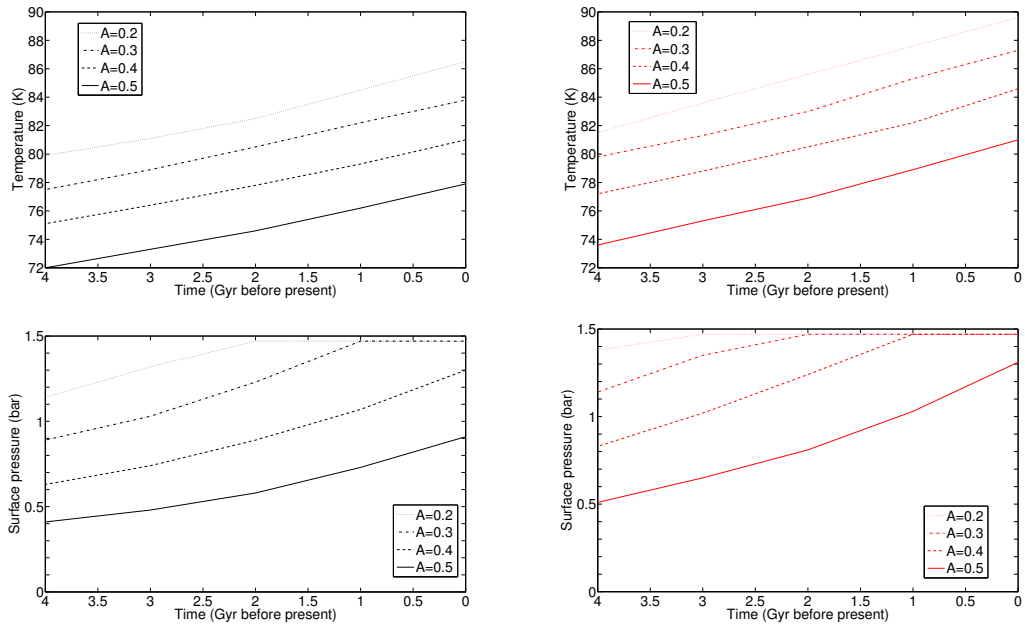 90
88
86
84
82
80
78
76
74
72
Temperature (K)
A=0.2
A=0.3
A=0.4
A=0.5
4 3.5 3 2.5 2 1.5 1 0.5 0
Time (Gyr before present)
90
88
86
84
82
80
78
76
74
72
Temperature (K)
A=0.2
A=0.3
A=0.4
A=0.5
4 3.5 3 2.5 2 1.5 1 0.5 0
Time (Gyr before present)
1.5
1
0.5
0
Surface pressure (bar)
A=0.2
A=0.3
A=0.4
A=0.5
4 3.5 3 2.5 2 1.5 1 0.5 0
Time (Gyr before present)
1.5
1
0.5
0
Surface pressure (bar)
A=0.2
A=0.3
A=0.4
A=0.5
4 3.5 3 2.5 2 1.5 1 0.5 0
Time (Gyr before present)